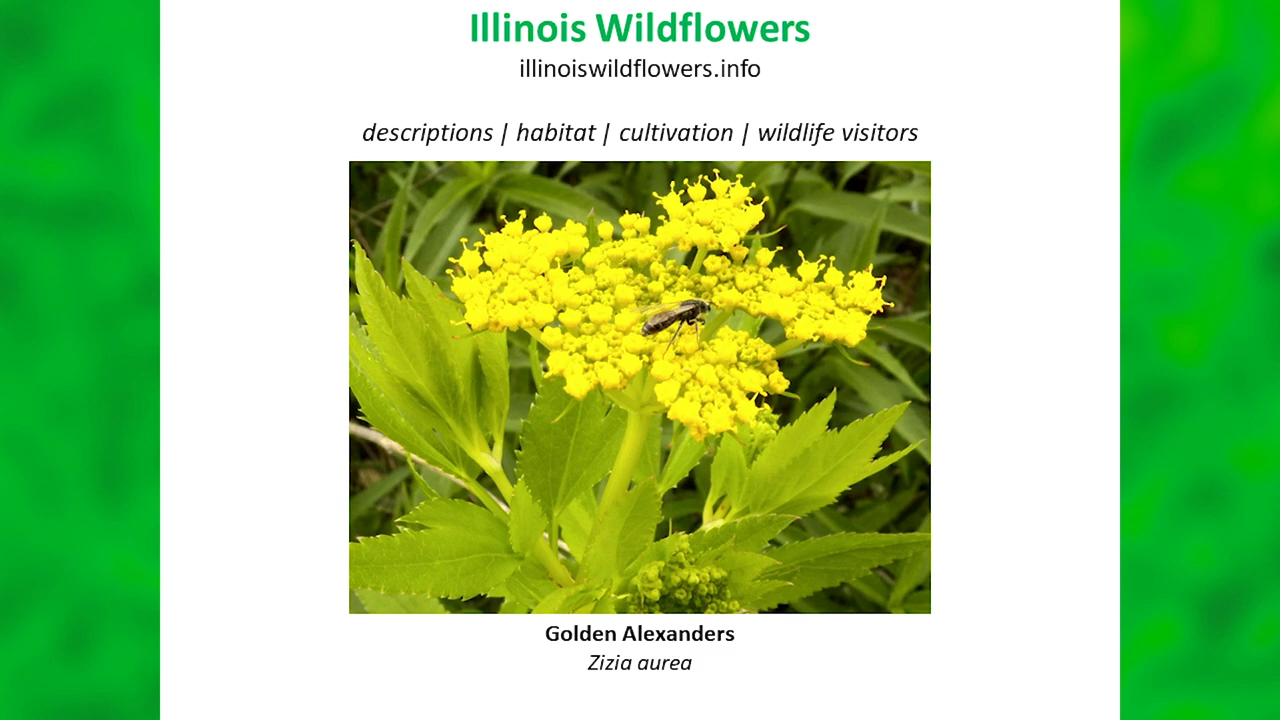 Illinois Wildflowers
illinoiswildflowers.info
descriptions | habitat | cultivation | wildlife visitors
Golden Alexanders
Zizia aurea